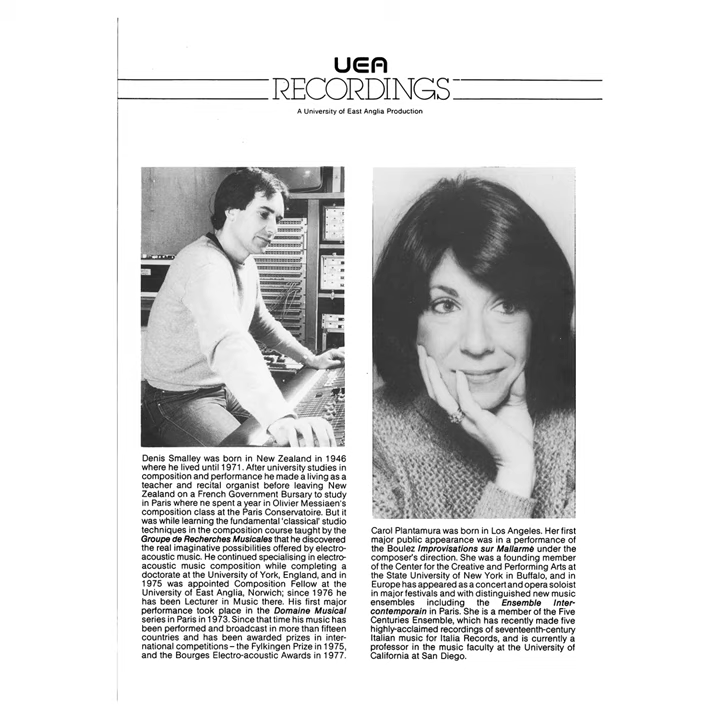 UEA
RECORDINGS
A University of East Anglia Production
Denis Smalley was born in New Zealand in 1946
where he lived until 1971. After university studies in
composition and performance he made a living as a
teacher and recital organist before leaving New
Zealand on a French Government Bursary to study
in Paris where ne spent a year in Olivier Messiaen's
composition class at the Paris Conservatoire. But it
was while learning the fundamental 'classical' studio
techniques in the composition course taught by the
Groupe de Recherches Musicales that he discovered
the real imaginative possibilities offered by electro-
acoustic music. He continued specialising in electro-
acoustic music composition while completing a
doctorate at the University of York, England, and in
1975 was appointed Composition Fellow at the
University of East Anglia, Norwich; since 1976 he
has been Lecturer in Music there. His first major
performance took place in the Domaine Musical
series in Paris in 1973. Since that time his music has
been performed and broadcast in more than fifteen
countries and has been awarded prizes in inter-
national competitions – the Fylkingen Prize in 1975,
and the Bourges Electro-acoustic Awards in 1977.
Carol Plantamura was born in Los Angeles. Her first
major public appearance was in a performance of
the Boulez Improvisations sur Mallarme under the
composer's direction. She was a founding member
of the Center for the Creative and Performing Arts at
the State University of New York in Buffalo, and in
Europe has appeared as a concert and opera soloist
in major festivals and with distinguished new music
ensembles including the Ensemble Inter-
contemporain in Paris. She is a member of the Five
Centuries Ensemble, which has recently made five
highly-acclaimed recordings of seventeenth-century
Italian music for Italia Records, and is currently a
professor in the music faculty at the University of
California at San Diego.